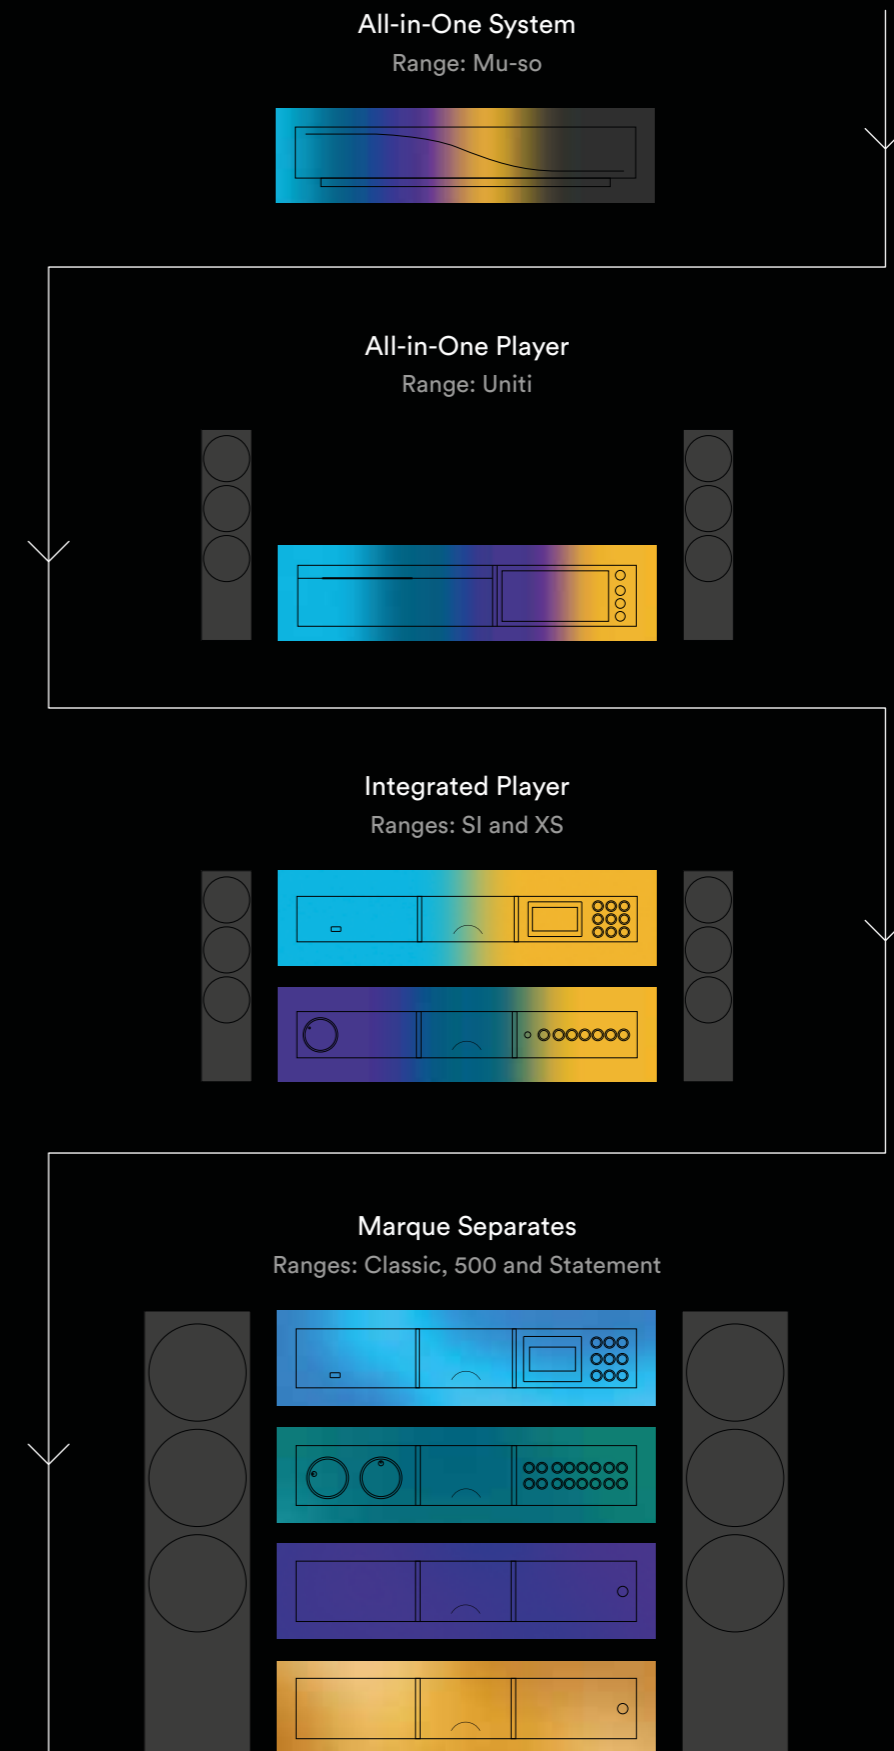 All-in-One System
Range: Mu-so
All-in-One Player
Range: Uniti
Integrated Player
Ranges: SI and XS
Marque Separates
Ranges: Classic, 500 and Statement